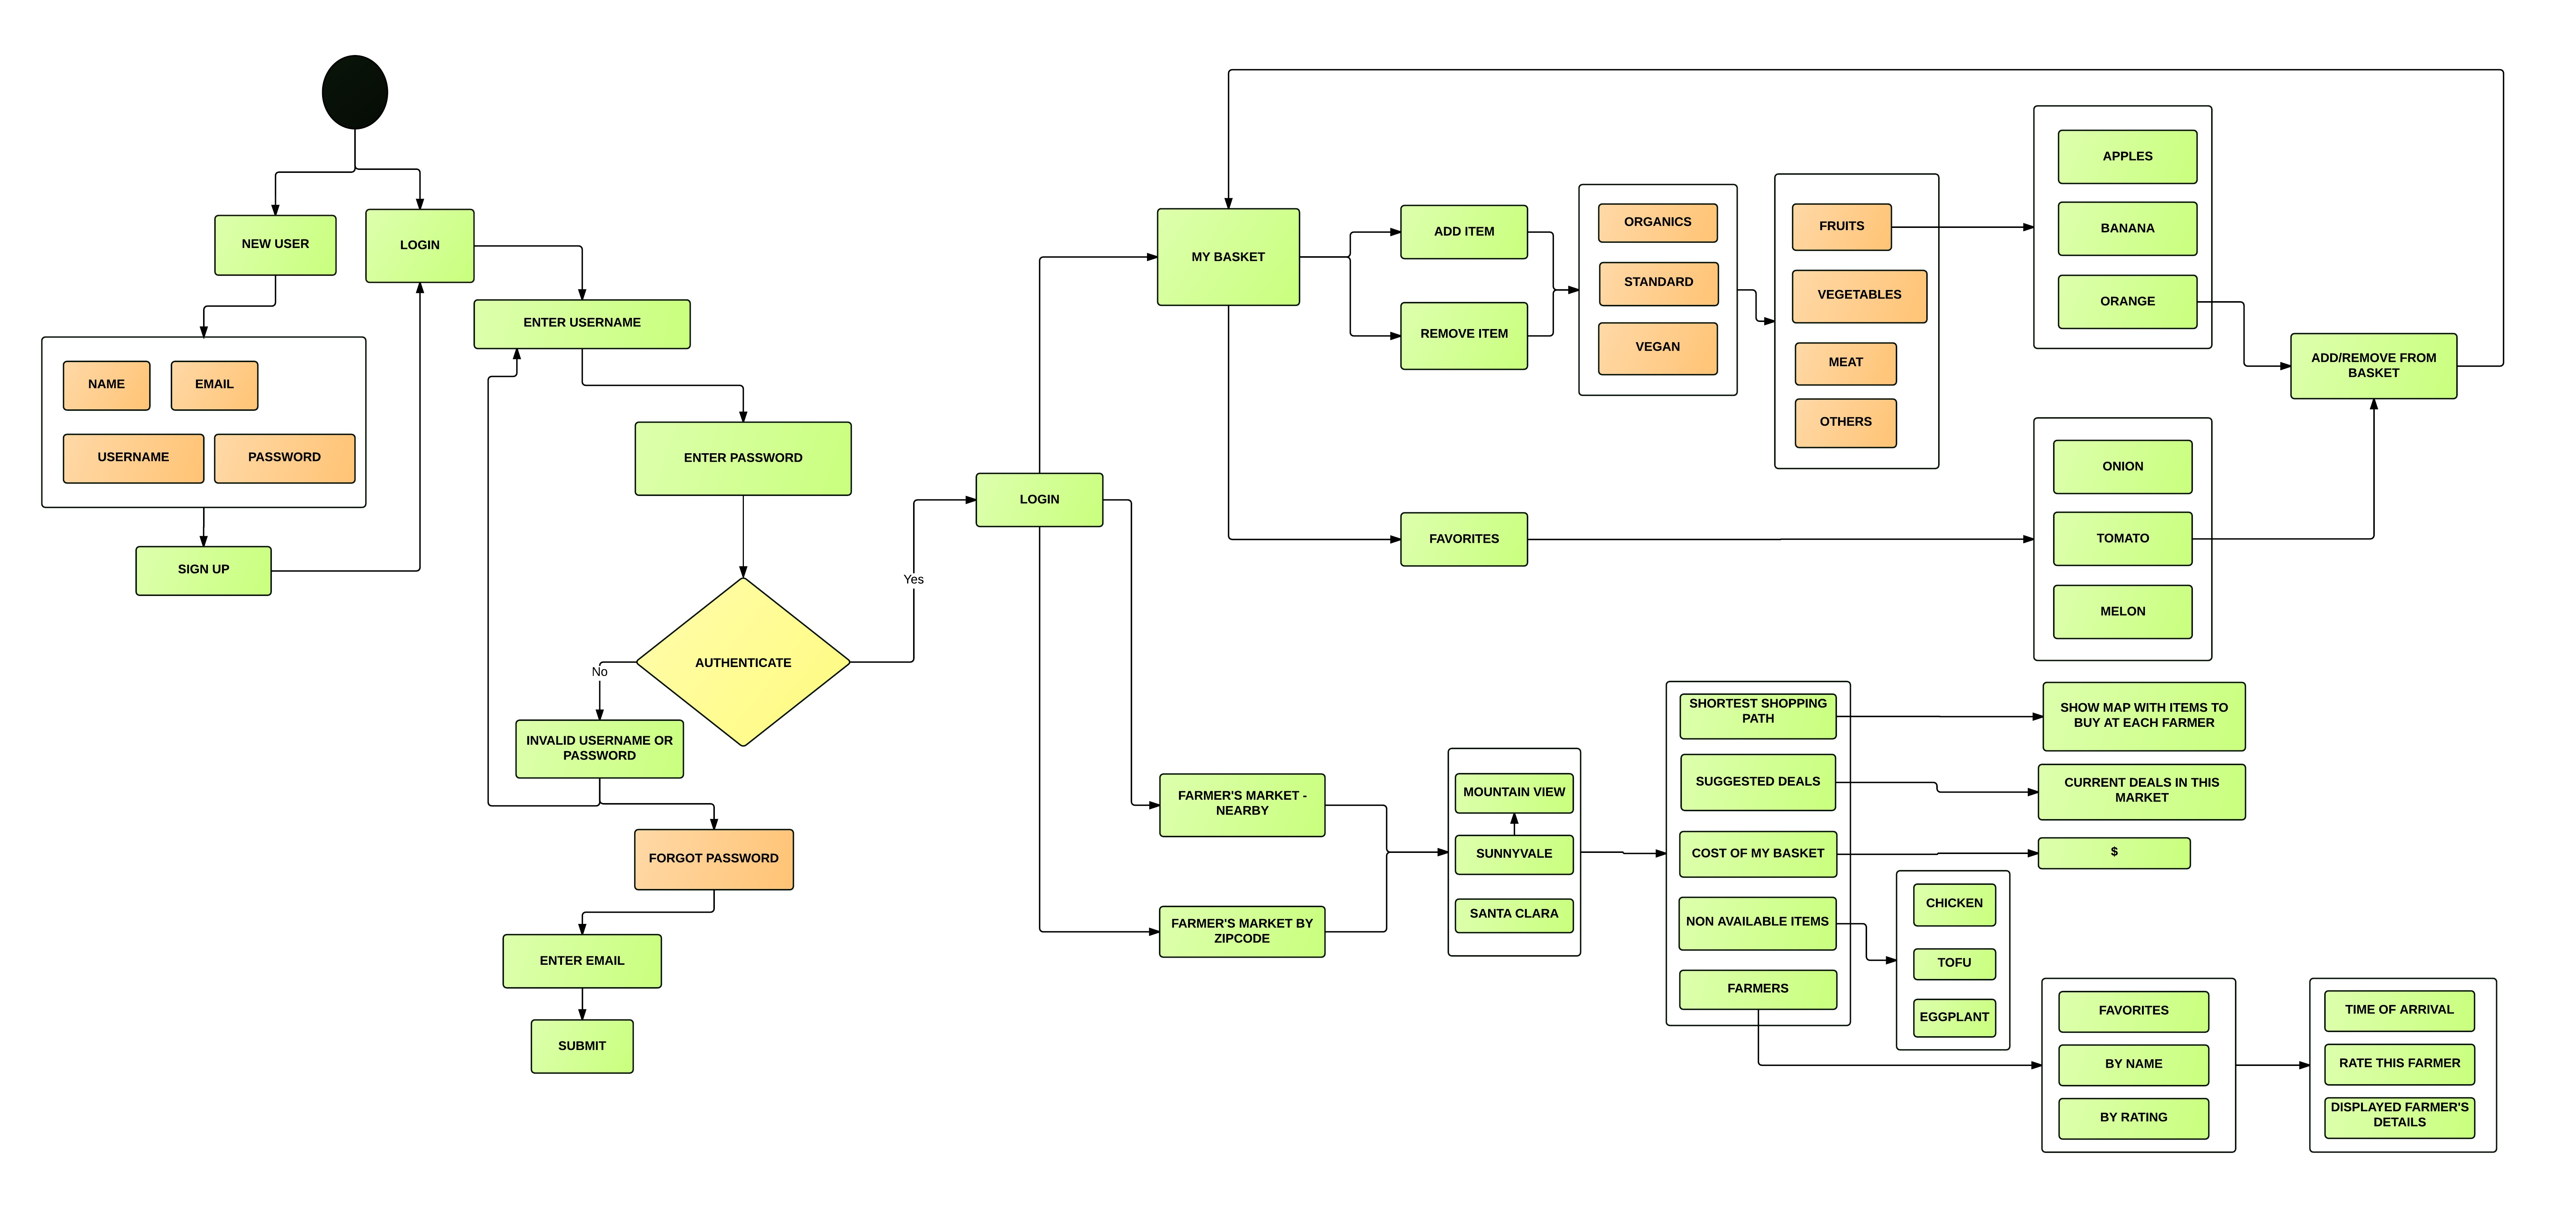 NEW USER
LOGIN
ENTER USERNAME
NAME
EMAIL
USERNAME
PASSWORD
SIGN UP
ENTER PASSWORD
AUTHENTICATE
Yes
No
INVALID USERNAME OR
PASSWORD
FORGOT PASSWORD
ENTER EMAIL
SUBMIT
LOGIN
MY BASKET
ADD ITEM
REMOVE ITEM
FAVORITES
ORGANICS
STANDARD
VEGAN
FRUITS
VEGETABLES
MEAT
OTHERS
APPLES
BANANA
ORANGE
ADD/REMOVE FROM
BASKET
ONION
TOMATO
MELON
FARMER'S MARKET -
NEARBY
FARMER'S MARKET BY
ZIPCODE
MOUNTAIN VIEW
SUNNYVALE
SANTA CLARA
SHORTEST SHOPPING
PATH
SUGGESTED DEALS
COST OF MY BASKET
NON AVAILABLE ITEMS
FARMERS
SHOW MAP WITH ITEMS TO
BUY AT EACH FARMER
CURRENT DEALS IN THIS
MARKET
$
CHICKEN
TOFU
EGGPLANT
FAVORITES
BY NAME
BY RATING
TIME OF ARRIVAL
RATE THIS FARMER
DISPLAYED FARMER'S
DETAILS